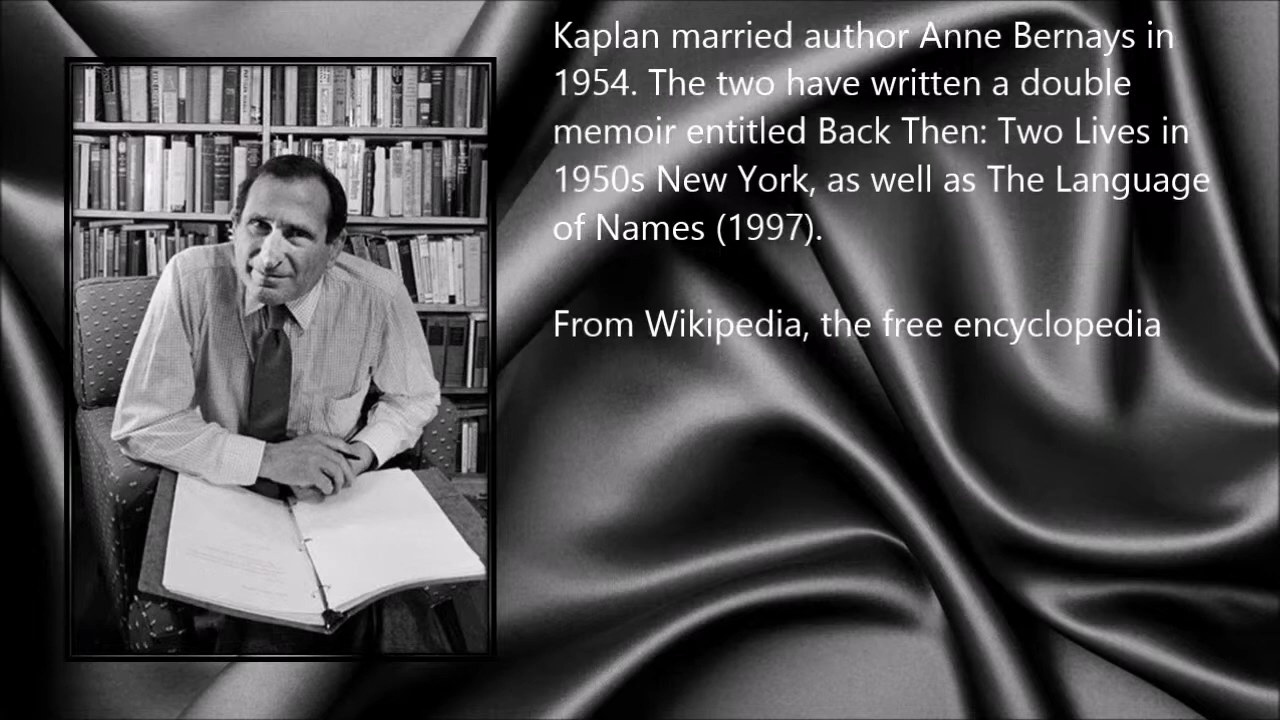 Kaplan married author Anne Bernays in
1954. The two have written a double
memoir entitled Back Then: Two Lives in
1950s New York, as well as The Language
of Names (1997).
From Wikipedia, the free encyclopedia